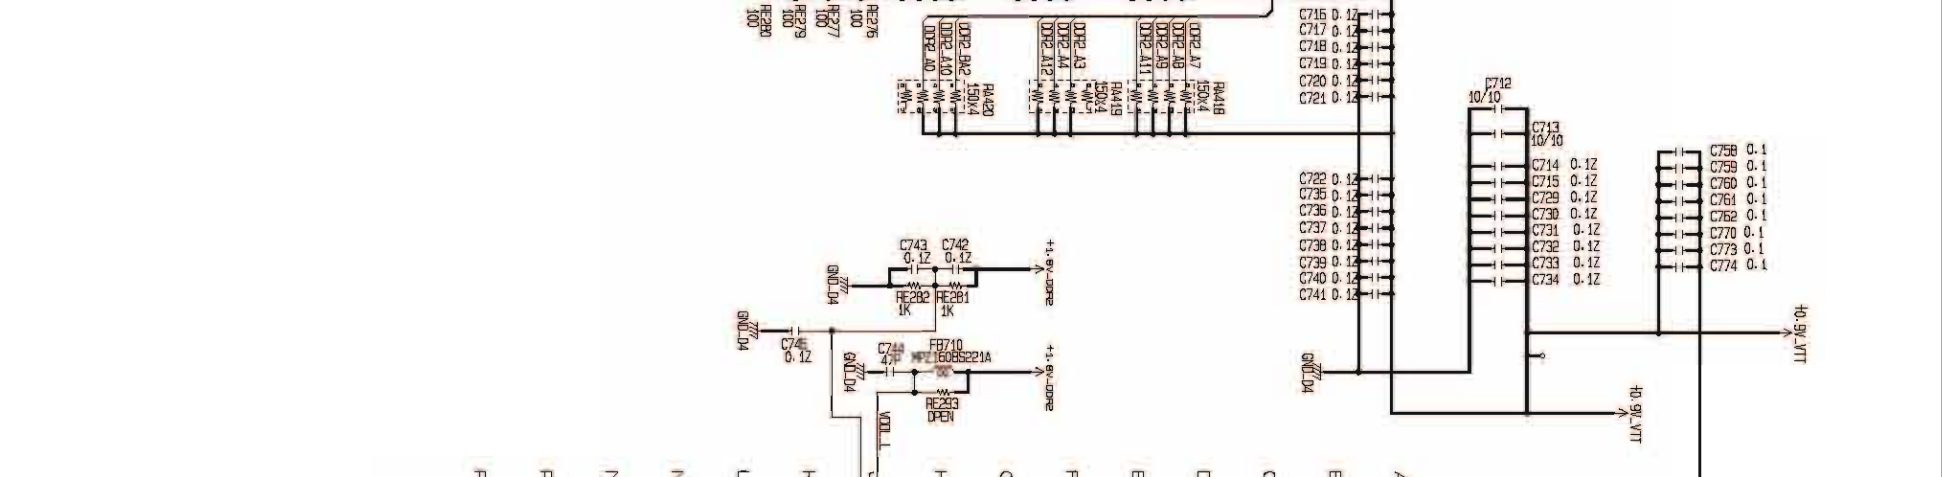 RE280
100
RE279
100
RE277
100
RE276
100
DDR2_A0
DDR2_A10
DDR2_BA2
DDR2_A12
DDR2_A4
DDR2_A3
DDR2_A11
DDR2_A9
DDR2_A8
DDR2_A7
RA420
150x4
RA419
150x4
RA418
150x4
C716 0.1Z
C717 0.1Z
C718 0.1Z
C719 0.1Z
C720 0.1Z
C721 0.1Z
C722 0.1Z
C735 0.1Z
C736 0.1Z
C737 0.1Z
C738 0.1Z
C739 0.1Z
C740 0.1Z
C741 0.1Z
C712
10/10
C713
10/10
C714 0.1Z
C715 0.1Z
C729 0.1Z
C730 0.1Z
C731 0.1Z
C732 0.1Z
C733 0.1Z
C734 0.1Z
C758 0.1
C759 0.1
C760 0.1
C761 0.1
C762 0.1
C770 0.1
C773 0.1
C774 0.1
C743 C742
0.1Z 0.1Z
GND_D4
RE282 RE281
1K 1K
+1.8V_DDR2
GND_D4
0.1Z
GND_D4
47P
FB710
MPZ1608S221A
+1.8V_DDR2
RE293
OPEN
VDDL_L
GND_D4
+0.9V_VTT
+0.9V_VTT